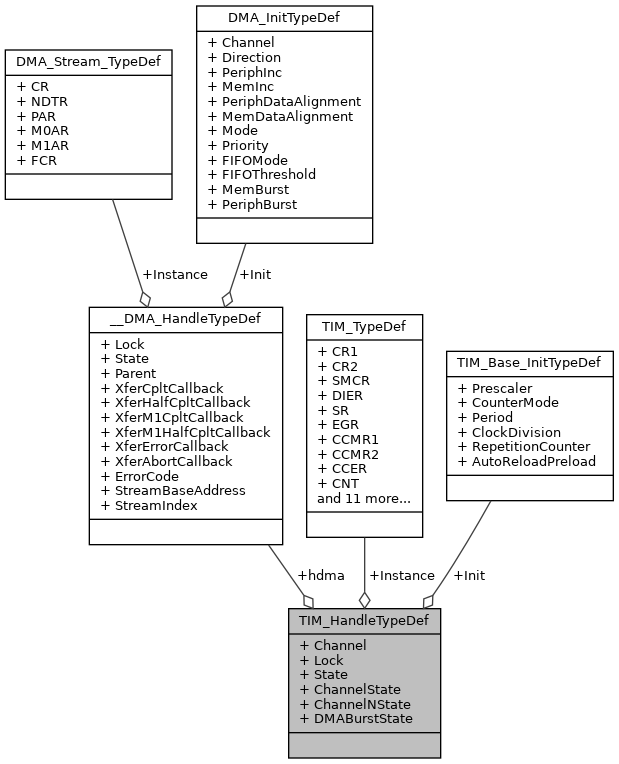 DMA_InitTypeDef
+ Channel
+ Direction
+ PeriphInc
+ MemInc
+ PeriphDataAlignment
+ MemDataAlignment
+ Mode
+ Priority
+ FIFOMode
+ FIFOThreshold
+ MemBurst
+ PeriphBurst
DMA_Stream_TypeDef
+ CR
+ NDTR
+ PAR
+ M0AR
+ M1AR
+ FCR
+Instance
+Init
__DMA_HandleTypeDef
+ Lock
+ State
+ Parent
+ XferCpltCallback
+ XferHalfCpltCallback
+ XferM1CpltCallback
+ XferM1HalfCpltCallback
+ XferErrorCallback
+ XferAbortCallback
+ ErrorCode
+ StreamBaseAddress
+ StreamIndex
TIM_TypeDef
+ CR1
+ CR2
+ SMCR
+ DIER
+ SR
+ EGR
+ CCMR1
+ CCMR2
+ CCER
+ CNT
and 11 more...
TIM_Base_InitTypeDef
+ Prescaler
+ CounterMode
+ Period
+ ClockDivision
+ RepetitionCounter
+ AutoReloadPreload
+hdma
+Instance
+Init
TIM_HandleTypeDef
+ Channel
+ Lock
+ State
+ ChannelState
+ ChannelNState
+ DMABurstState